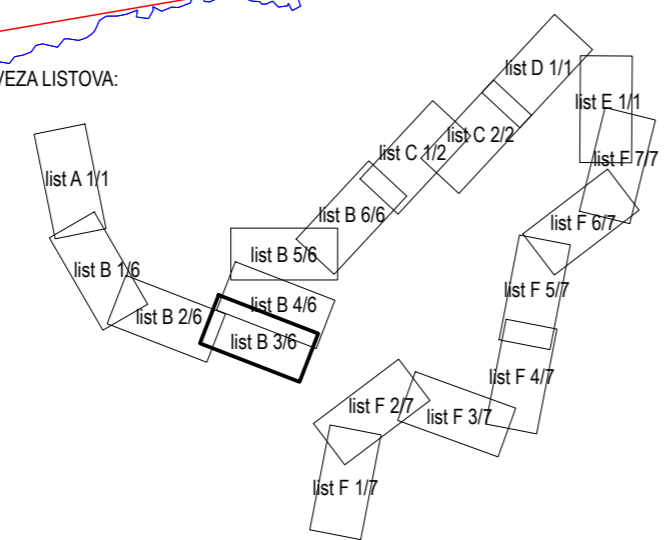 VEZA LISTOVA:
list D 1/1
list E 1/1
list C 2/2
list C 1/2
list F 7/7
list A 1/1
list B 6/6
list F 6/7
list B 5/6
list B 1/6
list F 5/7
list B 4/6
list B 2/6
list B 3/6
list F 4/7
list F 2/7
list F 3/7
list F 1/7